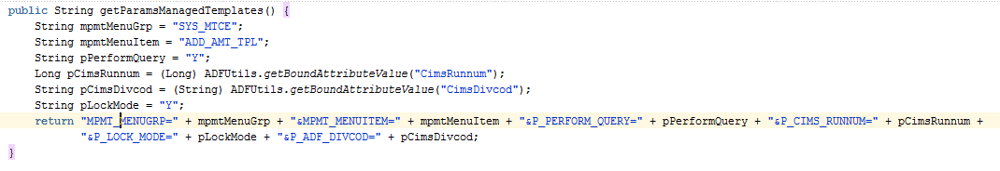 public String getParamsManagedTemplates() {
String mpmtMenuGrp = "SYS_MTCE";
String mpmtMenuItem = "ADD_AMT_TPL";
String pPerformQuery = "Y";
Long pCimsRunnum = (Long) ADFUtils.getBoundAttributeValue("CimsRunnum");
String pCimsDivcod = (String) ADFUtils.getBoundAttributeValue("CimsDivcod");
String pLockMode = "Y";
return "MPMT_MENUGRP=" + mpmtMenuGrp + "&MPMT_MENUITEM=" + mpmtMenuItem + "&P_PERFORM_QUERY=" + pPerformQuery + "&P_CIMS_RUNNUM=" + pCimsRunnum +
"&P_LOCK_MODE=" + pLockMode + "&P_ADF_DIVCOD=" + pCimsDivcod;
}